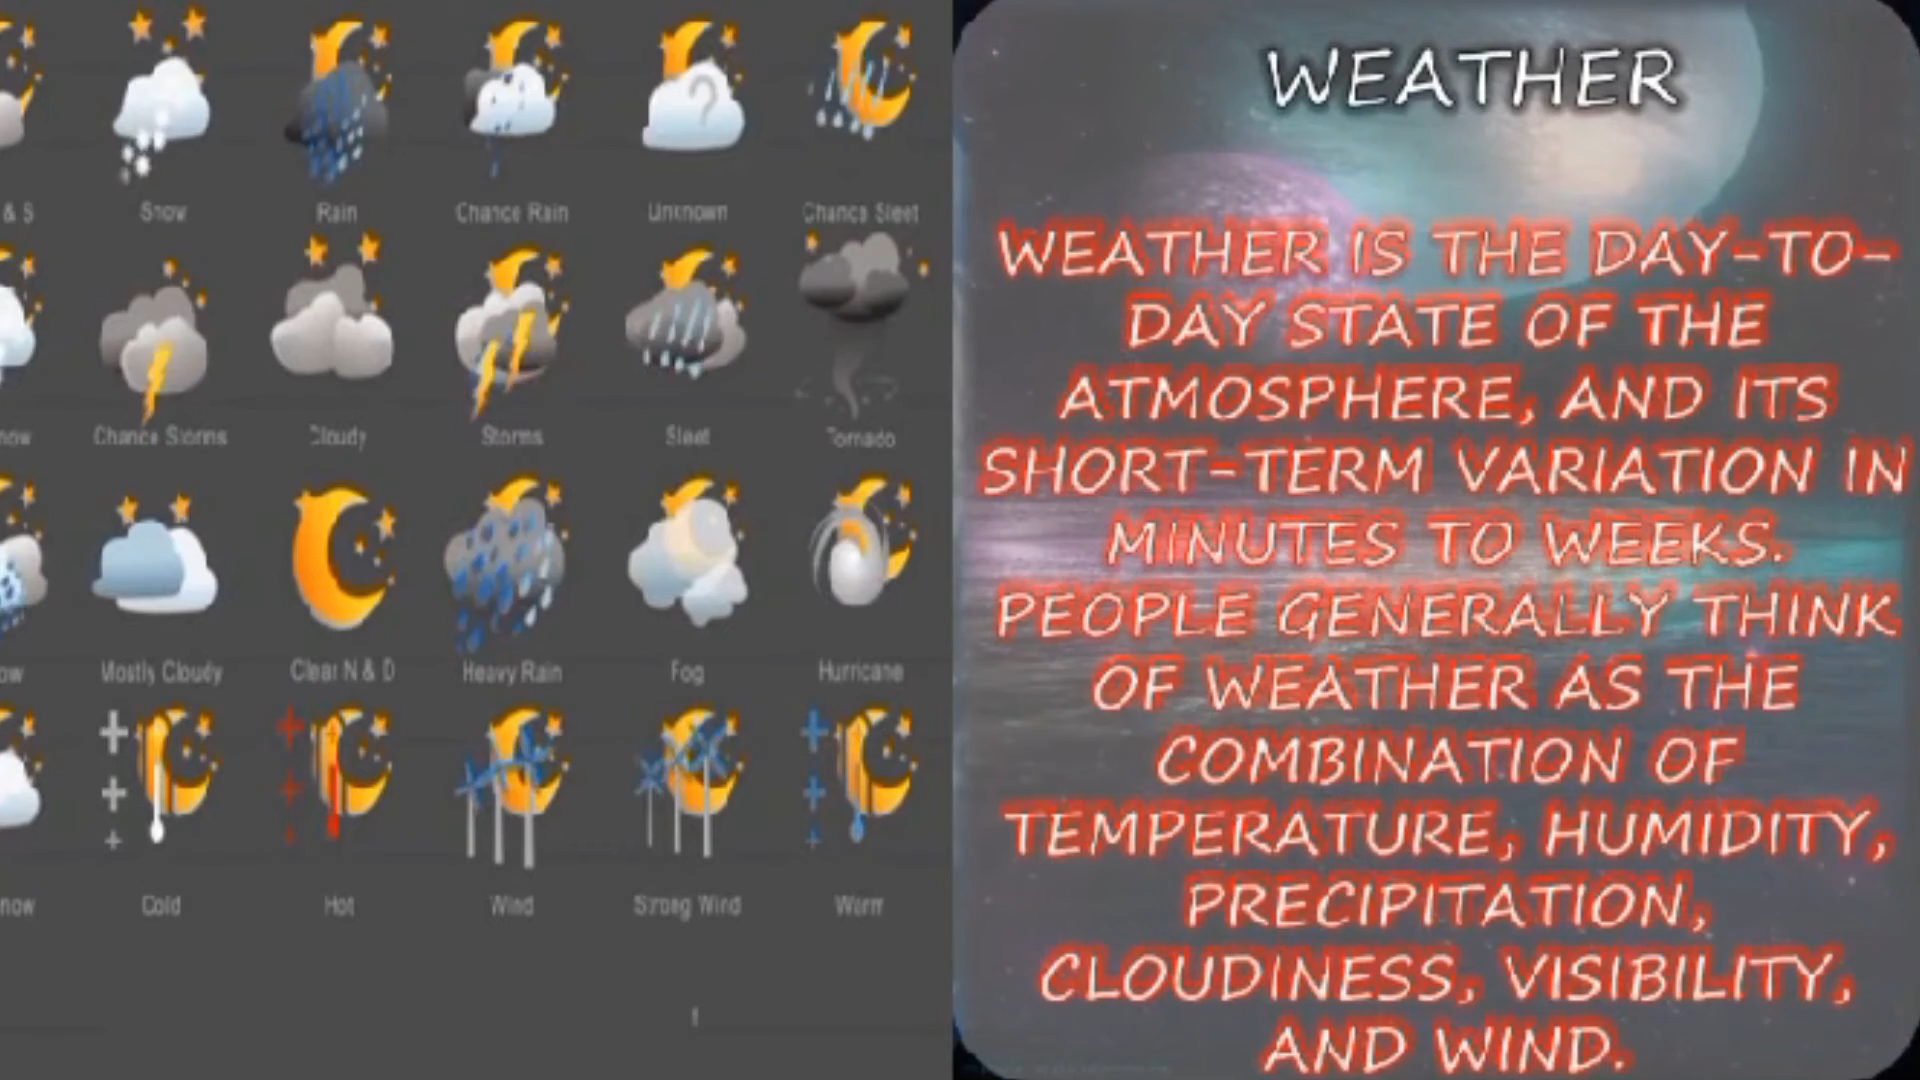 & S Snow Rain Chance Rain Unknown Chance Sleet
Chance Storms Cloudy Storms Sleet Tornado
Mostly Cloudy Clear N & D Heavy Rain Fog Hurricane
Cold Hot Wind Strong Wind Warm
WEATHER
WEATHER IS THE DAY-TO-
DAY STATE OF THE
ATMOSPHERE, AND ITS
SHORT-TERM VARIATION IN
MINUTES TO WEEKS.
PEOPLE GENERALLY THINK
OF WEATHER AS THE
COMBINATION OF
TEMPERATURE, HUMIDITY,
PRECIPITATION,
CLOUDINESS, VISIBILITY,
AND WIND.